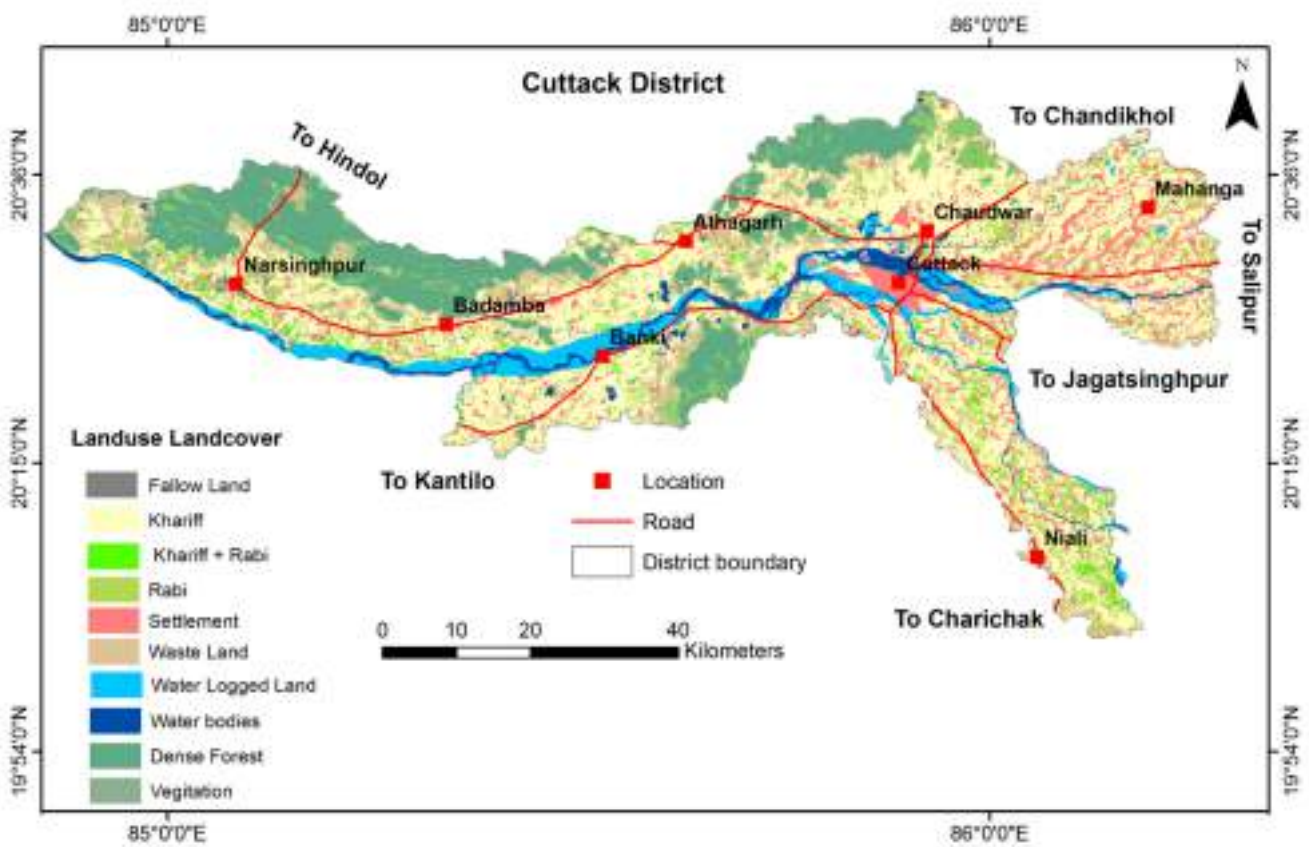 85°0'0"E
86°0'0"E
Cuttack District
N
To Chandikhol
To Hindol
20°36'0"N
20°36'0"N
Mahanga
Chaudwar
Athagarh
To Salipur
Narsinghpur
Cuttack
Badamba
Banki
To Jagatsinghpur
Landuse Landcover
20°15'0"N
20°15'0"N
To Kantilo
Fallow Land
Khariff
Khariff + Rabi
Rabi
Settlement
Waste Land
Water Logged Land
Water bodies
Dense Forest
Vegitation
Location
Road
District boundary
Niali
To Charichak
0 10 20 40
Kilometers
19°54'0"N
19°54'0"N
85°0'0"E
86°0'0"E